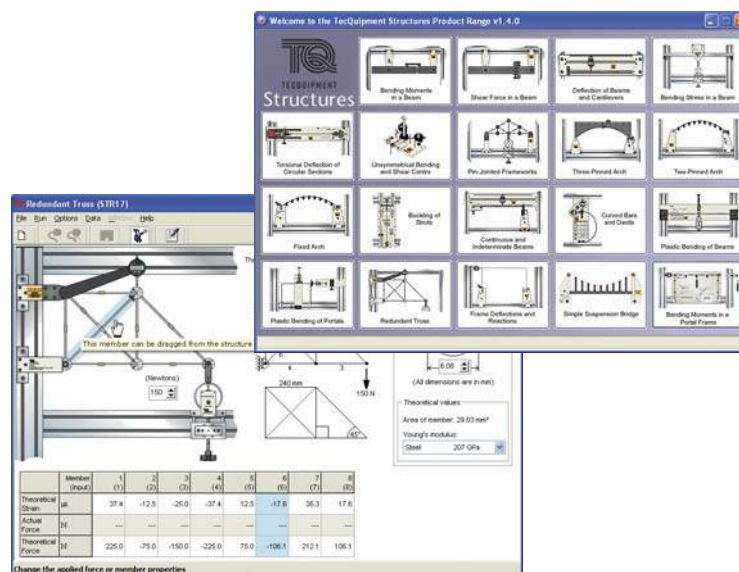 Welcome to the TecQuipment Structures Product Range v1.4.0
TQ
TECQUIPMENT
Structures
Bending Moments
in a Beam
Shear Force in a Beam
Deflection of Beams
and Cantilevers
Bending Stress in a Beam
Torsional Deflection of
Circular Sections
Unsymmetrical Bending
and Shear Centre
Pin-Jointed Frameworks
Three-Pinned Arch
Two-Pinned Arch
Fixed Arch
Buckling of
Struts
Continuous and
Indeterminate Beams
Curved Bars
and Davits
Plastic Bending of Beams
Plastic Bending of Portals
Redundant Truss
Frame Deflections and
Reactions
Simple Suspension Bridge
Bending Moments in a
Portal Frame
Redundant Truss (STR17)
File Run Options Data Window Help
This member can be dragged from the structure
(Newtons)
150
6
4 3
150 N
240 mm
45°
6.08
(All dimensions are in mm)
Theoretical values:
Area of member: 29.03 mm²
Young's modulus:
Steel 207 GPa
Member 1 2 3 4 5 6 7 8
(Input) (1) (2) (3) (4) (5) (6) (7) (8)
Theoretical
Strain με 37.4 -12.5 -25.0 -37.4 12.5 -17.6 35.3 17.6
Actual
Force N --- --- --- --- --- --- --- ---
Theoretical
Force N 225.0 -75.0 -150.0 -225.0 75.0 -106.1 212.1 106.1
Change the applied force or member properties